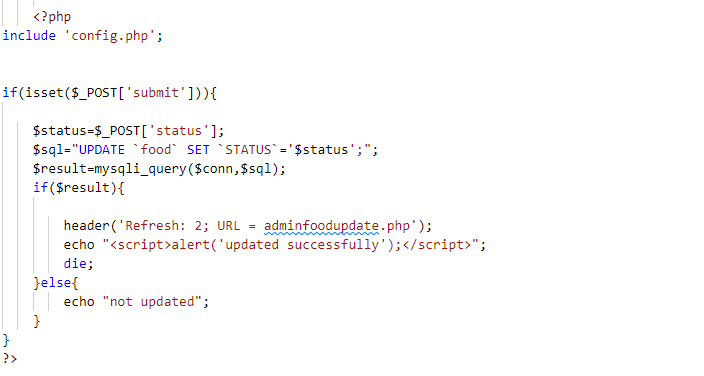 <?php
include 'config.php';
if(isset($_POST['submit'])){
$status=$_POST['status'];
$sql="UPDATE `food` SET `STATUS`='$status';";
$result=mysqli_query($conn,$sql);
if($result){
header('Refresh: 2; URL = adminfoodupdate.php');
echo "<script>alert('updated successfully');</script>";
die;
}else{
echo "not updated";
}
}
?>